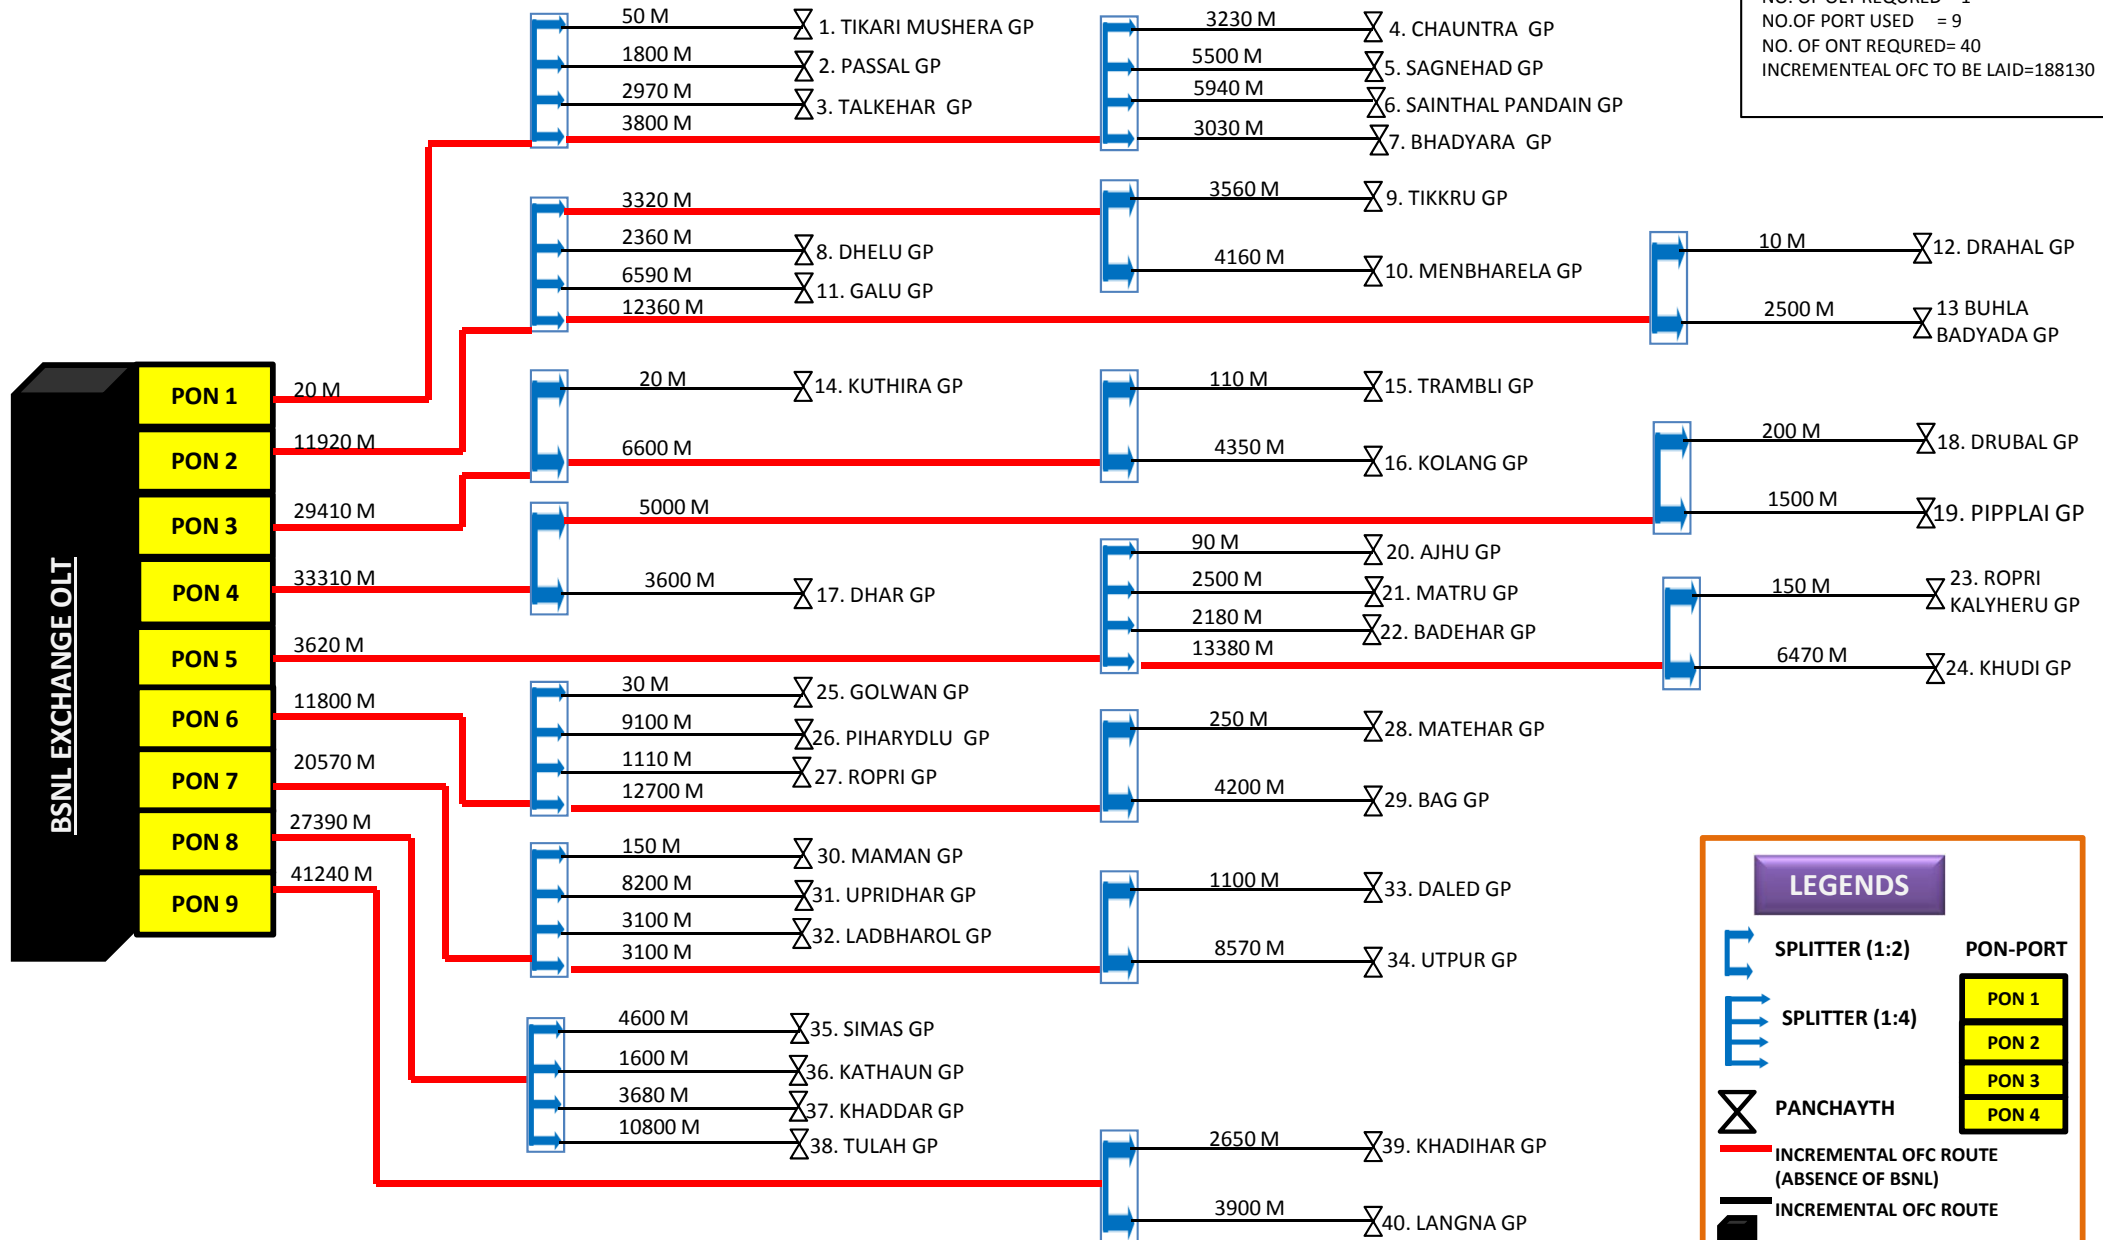 NO. OF OLT REQURED= 1
NO.OF PORT USED = 9
NO. OF ONT REQURED= 40
INCREMENTEAL OFC TO BE LAID=188130
50 M
1. TIKARI MUSHERA GP
1800 M
2. PASSAL GP
2970 M
3. TALKEHAR GP
3800 M
3230 M
4. CHAUNTRA GP
5500 M
5. SAGNEHAD GP
5940 M
6. SAINTHAL PANDAIN GP
3030 M
7. BHADYARA GP
3320 M
2360 M
8. DHELU GP
6590 M
11. GALU GP
12360 M
3560 M
9. TIKKRU GP
4160 M
10. MENBHARELA GP
10 M
12. DRAHAL GP
2500 M
13 BUHLA
BADYADA GP
20 M
14. KUTHIRA GP
6600 M
110 M
15. TRAMBLI GP
4350 M
16. KOLANG GP
5000 M
3600 M
17. DHAR GP
200 M
18. DRUBAL GP
1500 M
19. PIPPLAI GP
90 M
20. AJHU GP
2500 M
21. MATRU GP
2180 M
22. BADEHAR GP
13380 M
150 M
23. ROPRI
KALYHERU GP
6470 M
24. KHUDI GP
30 M
25. GOLWAN GP
9100 M
26. PIHARYDLU GP
1110 M
27. ROPRI GP
12700 M
250 M
28. MATEHAR GP
4200 M
29. BAG GP
150 M
30. MAMAN GP
8200 M
31. UPRIDHAR GP
3100 M
32. LADBHAROL GP
3100 M
1100 M
33. DALED GP
8570 M
34. UTPUR GP
4600 M
35. SIMAS GP
1600 M
36. KATHAUN GP
3680 M
37. KHADDAR GP
10800 M
38. TULAH GP
2650 M
39. KHADIHAR GP
3900 M
40. LANGNA GP
BSNL EXCHANGE OLT
PON 1
20 M
PON 2
11920 M
PON 3
29410 M
PON 4
33310 M
PON 5
3620 M
PON 6
11800 M
PON 7
20570 M
PON 8
27390 M
PON 9
41240 M
LEGENDS
SPLITTER (1:2)
SPLITTER (1:4)
PANCHAYTH
PON-PORT
PON 1
PON 2
PON 3
PON 4
INCREMENTAL OFC ROUTE
(ABSENCE OF BSNL)
INCREMENTAL OFC ROUTE